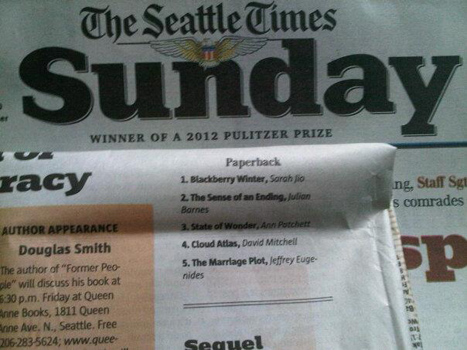 The Seattle Times
Sunday
WINNER OF A 2012 PULITZER PRIZE
racy
AUTHOR APPEARANCE
Douglas Smith
The author of "Former Peo-
ple" will discuss his book at
6:30 p.m. Friday at Queen
Anne Books, 1811 Queen
Anne Ave. N., Seattle. Free
206-283-5624; www.quee-
Paperback
1. Blackberry Winter, Sarah Jio
2. The Sense of an Ending, Julian
Barnes
3. State of Wonder, Ann Patchett
4. Cloud Atlas, David Mitchell
5. The Marriage Plot, Jeffrey Euge-
nides
Sequel
ng, Staff Sgt
s comrades
sp